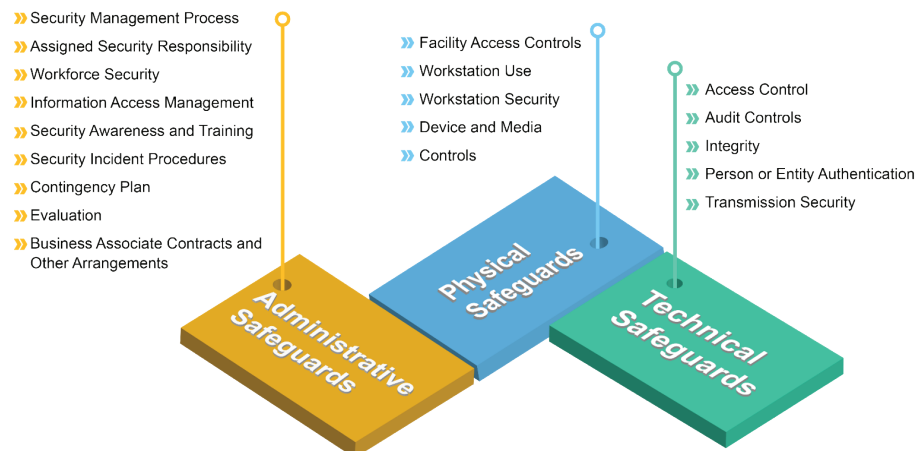 Security Management Process
Assigned Security Responsibility
Workforce Security
Information Access Management
Security Awareness and Training
Security Incident Procedures
Contingency Plan
Evaluation
Business Associate Contracts and
Other Arrangements
Facility Access Controls
Workstation Use
Workstation Security
Device and Media
Controls
Access Control
Audit Controls
Integrity
Person or Entity Authentication
Transmission Security
Administrative
Safeguards
Physical
Safeguards
Technical
Safeguards